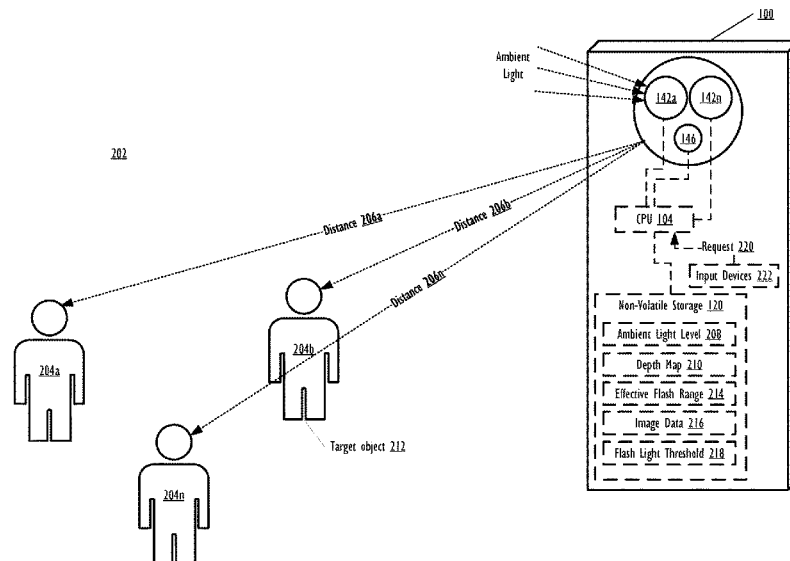 100
Ambient
Light
142a
142n
146
202
CPU 104
Distance 206a
Distance 206b
Distance 206n
Request 220
Input Devices 222
Non-Volatile Storage 120
Ambient Light Level 208
Depth Map 210
Effective Flash Range 214
Image Data 216
Flash Light Threshold 218
204a
204b
Target object 212
204n